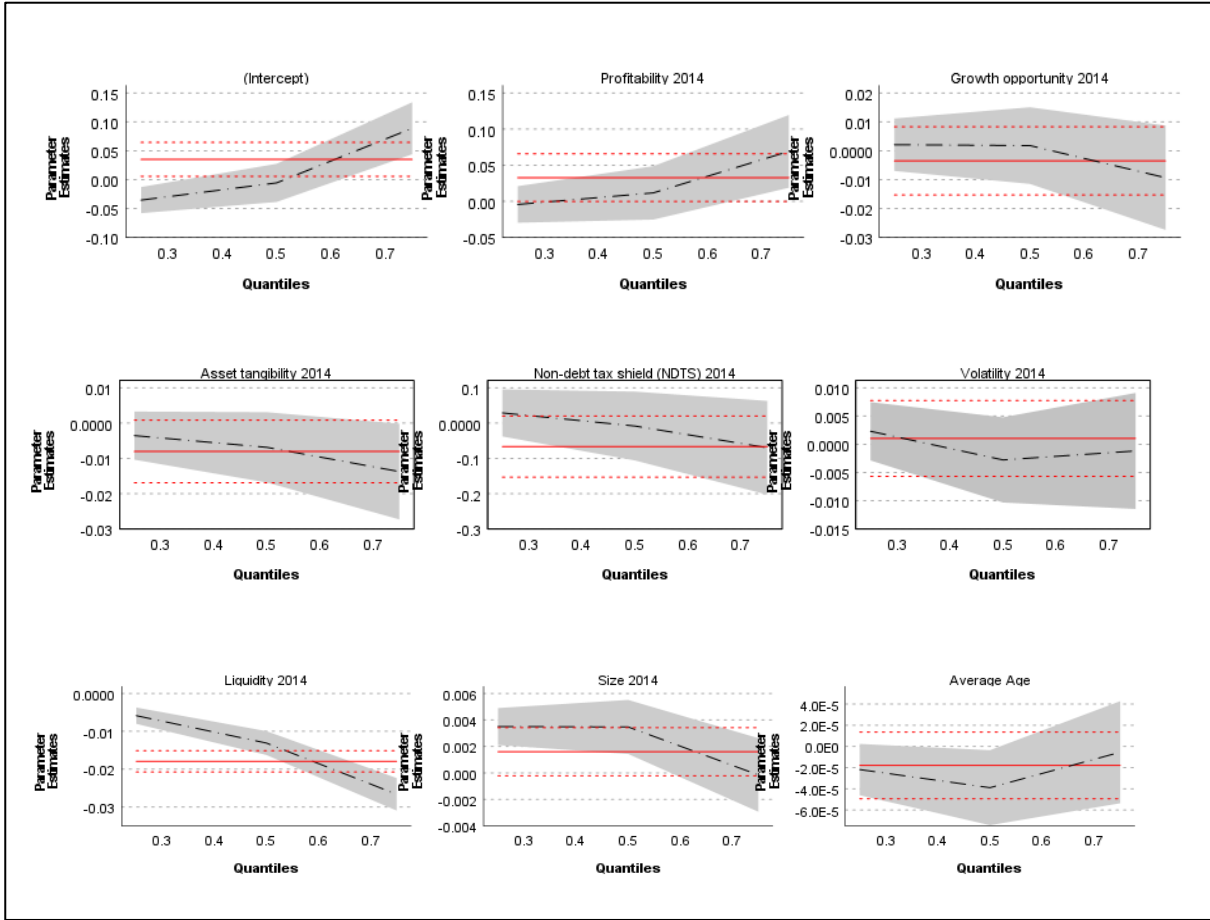 (Intercept)
Parameter
Estimates
0.15
0.10
0.05
0.00
-0.05
-0.10
0.3 0.4 0.5 0.6 0.7
Quantiles
Profitability 2014
Parameter
Estimates
0.15
0.10
0.05
0.00
-0.05
0.3 0.4 0.5 0.6 0.7
Quantiles
Growth opportunity 2014
Parameter
Estimates
0.02
0.01
0.0000
-0.01
-0.02
-0.03
0.3 0.4 0.5 0.6 0.7
Quantiles
Asset tangibility 2014
Parameter
Estimates
0.01
0.0000
-0.01
-0.02
-0.03
0.3 0.4 0.5 0.6 0.7
Quantiles
Non-debt tax shield (NDTS) 2014
Parameter
Estimates
0.1
0.0
-0.1
-0.2
-0.3
0.3 0.4 0.5 0.6 0.7
Quantiles
Volatility 2014
Parameter
Estimates
0.010
0.005
0.0000
-0.005
-0.010
-0.015
0.3 0.4 0.5 0.6 0.7
Quantiles
Liquidity 2014
Parameter
Estimates
0.0000
-0.01
-0.02
-0.03
0.3 0.4 0.5 0.6 0.7
Quantiles
Size 2014
Parameter
Estimates
0.006
0.004
0.002
0.000
-0.002
-0.004
0.3 0.4 0.5 0.6 0.7
Quantiles
Average Age
Parameter
Estimates
4.0E-5
2.0E-5
0.0E0
-2.0E-5
-4.0E-5
-6.0E-5
0.3 0.4 0.5 0.6 0.7
Quantiles